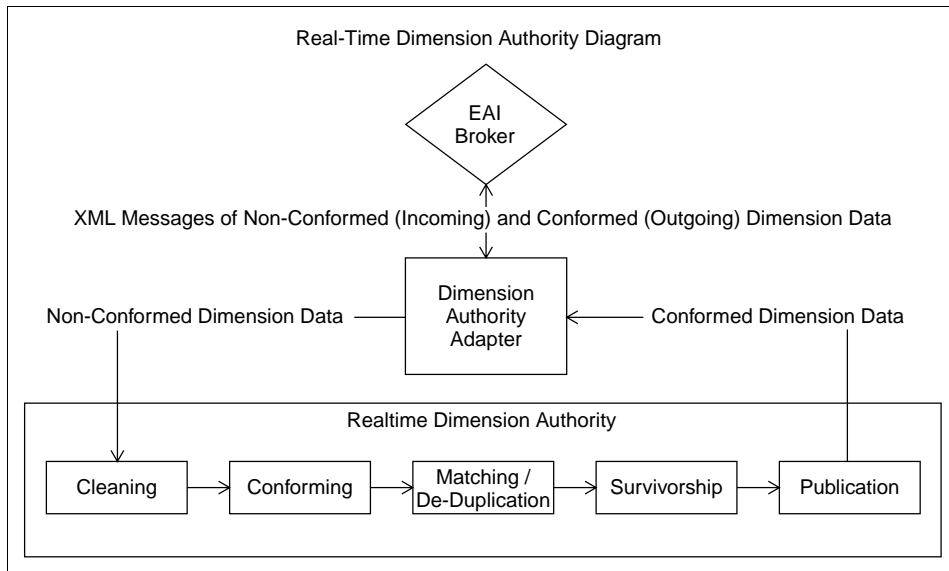 Real-Time Dimension Authority Diagram
EAI
Broker
XML Messages of Non-Conformed (Incoming) and Conformed (Outgoing) Dimension Data
Dimension
Authority
Adapter
Non-Conformed Dimension Data
Conformed Dimension Data
Realtime Dimension Authority
Cleaning
Conforming
Matching /
De-Duplication
Survivorship
Publication